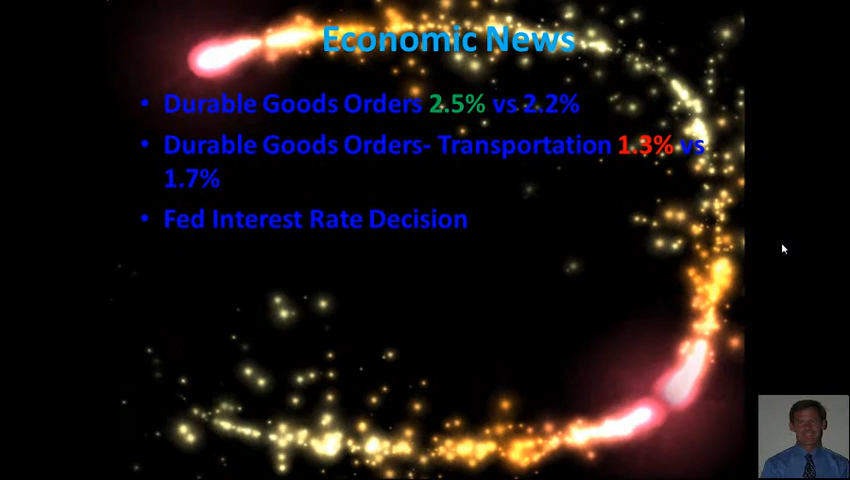 Economic News
• Durable Goods Orders 2.5% vs 2.2%
• Durable Goods Orders- Transportation 1.3% vs
1.7%
• Fed Interest Rate Decision